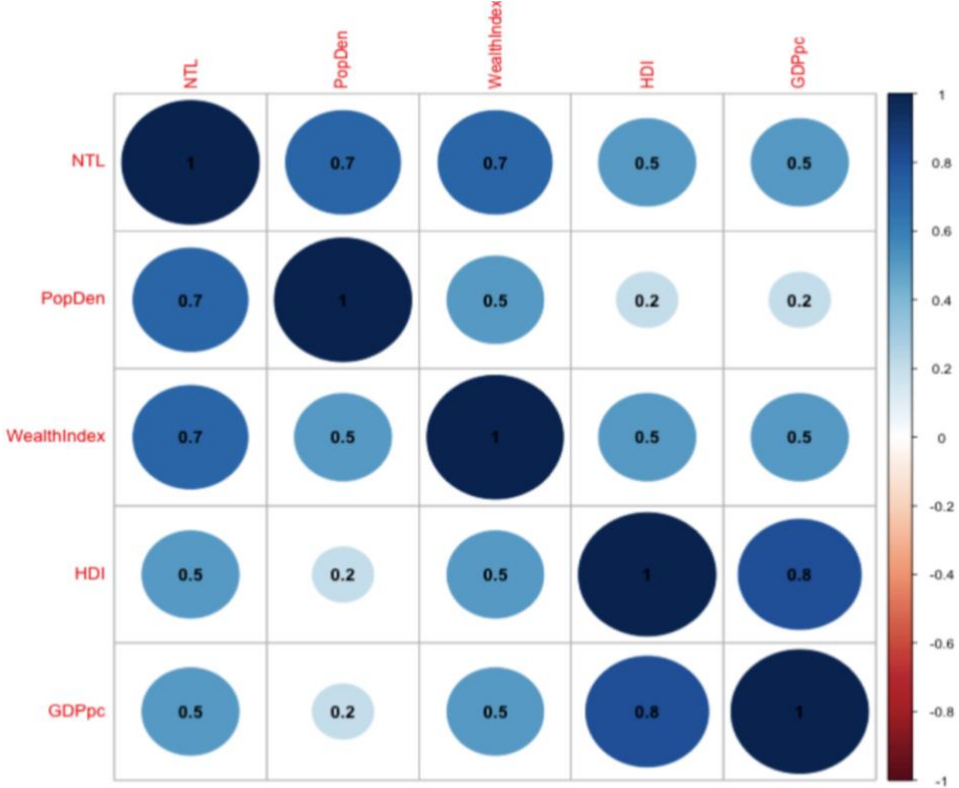 NTL PopDen WealthIndex HDI GDPpc
NTL 1 0.7 0.7 0.5 0.5
PopDen 0.7 1 0.5 0.2 0.2
WealthIndex 0.7 0.5 1 0.5 0.5
HDI 0.5 0.2 0.5 1 0.8
GDPpc 0.5 0.2 0.5 0.8 1
1
0.8
0.6
0.4
0.2
0
-0.2
-0.4
-0.6
-0.8
-1